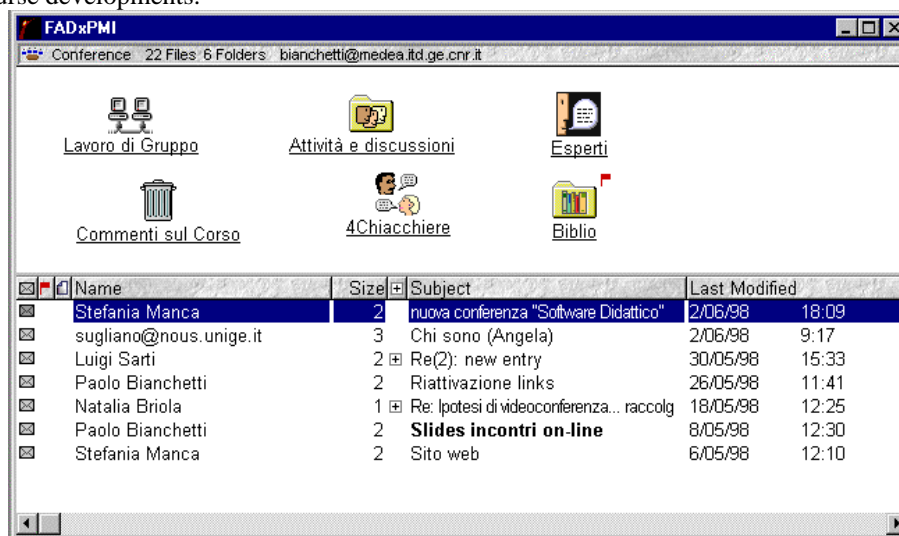 urse developments.
FADxPMI
Conference 22 Files 6 Folders bianchetti@medea.itd.ge.cnr.it
Lavoro di Gruppo Attività e discussioni Esperti
Commenti sul Corso 4Chiacchiere Biblio
Name Size Subject Last Modified
Stefania Manca 2 nuova conferenza "Software Didattico" 2/06/98 18:09
sugliano@nous.unige.it 3 Chi sono (Angela) 2/06/98 9:17
Luigi Sarti 2 Re(2): new entry 30/05/98 15:33
Paolo Bianchetti 2 Riattivazione links 26/05/98 11:41
Natalia Briola 1 Re: Ipotesi di videoconferenza... raccolg 18/05/98 12:25
Paolo Bianchetti 2 Slides incontri on-line 8/05/98 12:30
Stefania Manca 2 Sito web 6/05/98 12:10